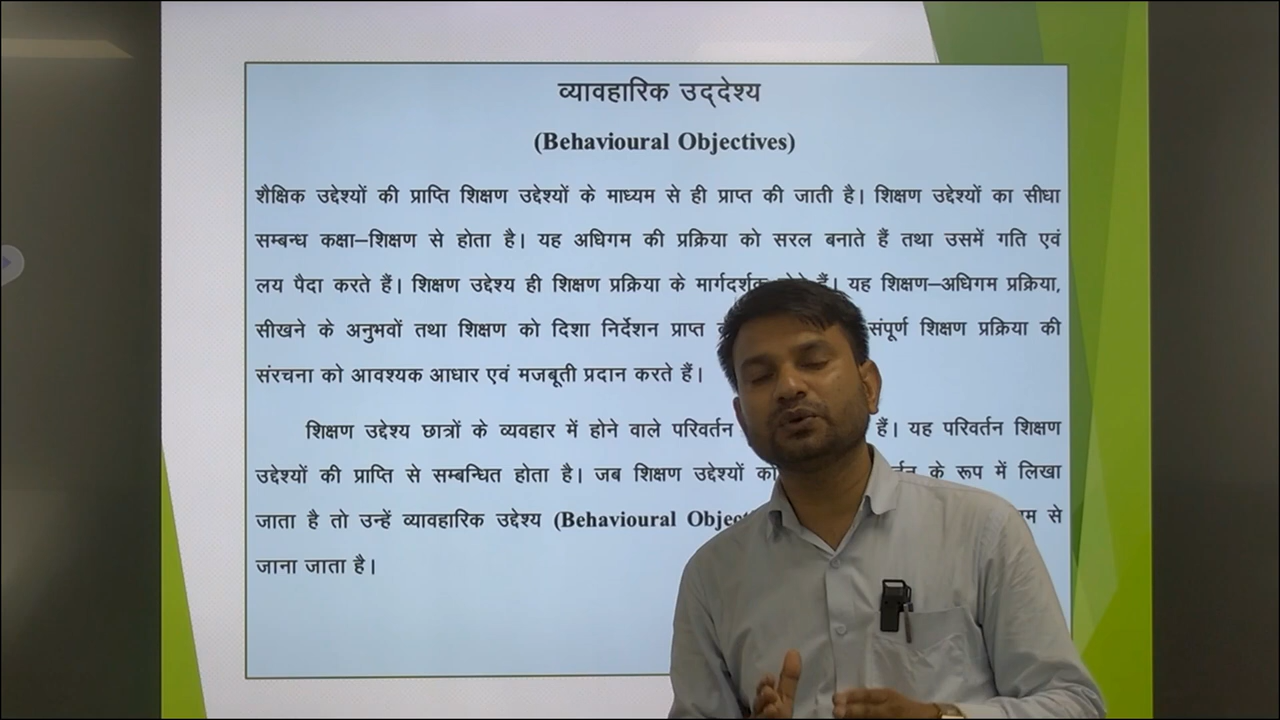 व्यावहारिक उद्देश्य
(Behavioural Objectives)
शैक्षिक उद्देश्यों की प्राप्ति शिक्षण उद्देश्यों के माध्यम से ही प्राप्त की जाती है। शिक्षण उद्देश्यों का सीधा
सम्बन्ध कक्षा–शिक्षण से होता है। यह अधिगम की प्रक्रिया को सरल बनाते हैं तथा उसमें गति एवं
लय पैदा करते हैं। शिक्षण उद्देश्य ही शिक्षण प्रक्रिया के मार्गदर्शक होते हैं। यह शिक्षण–अधिगम प्रक्रिया,
सीखने के अनुभवों तथा शिक्षण को दिशा निर्देशन प्राप्त संपूर्ण शिक्षण प्रक्रिया की
संरचना को आवश्यक आधार एवं मजबूती प्रदान करते हैं।
शिक्षण उद्देश्य छात्रों के व्यवहार में होने वाले परिवर्तन हैं। यह परिवर्तन शिक्षण
उद्देश्यों की प्राप्ति से सम्बन्धित होता है। जब शिक्षण उद्देश्यों को के रूप में लिखा
जाता है तो उन्हें व्यावहारिक उद्देश्य (Behavioural से
जाना जाता है।